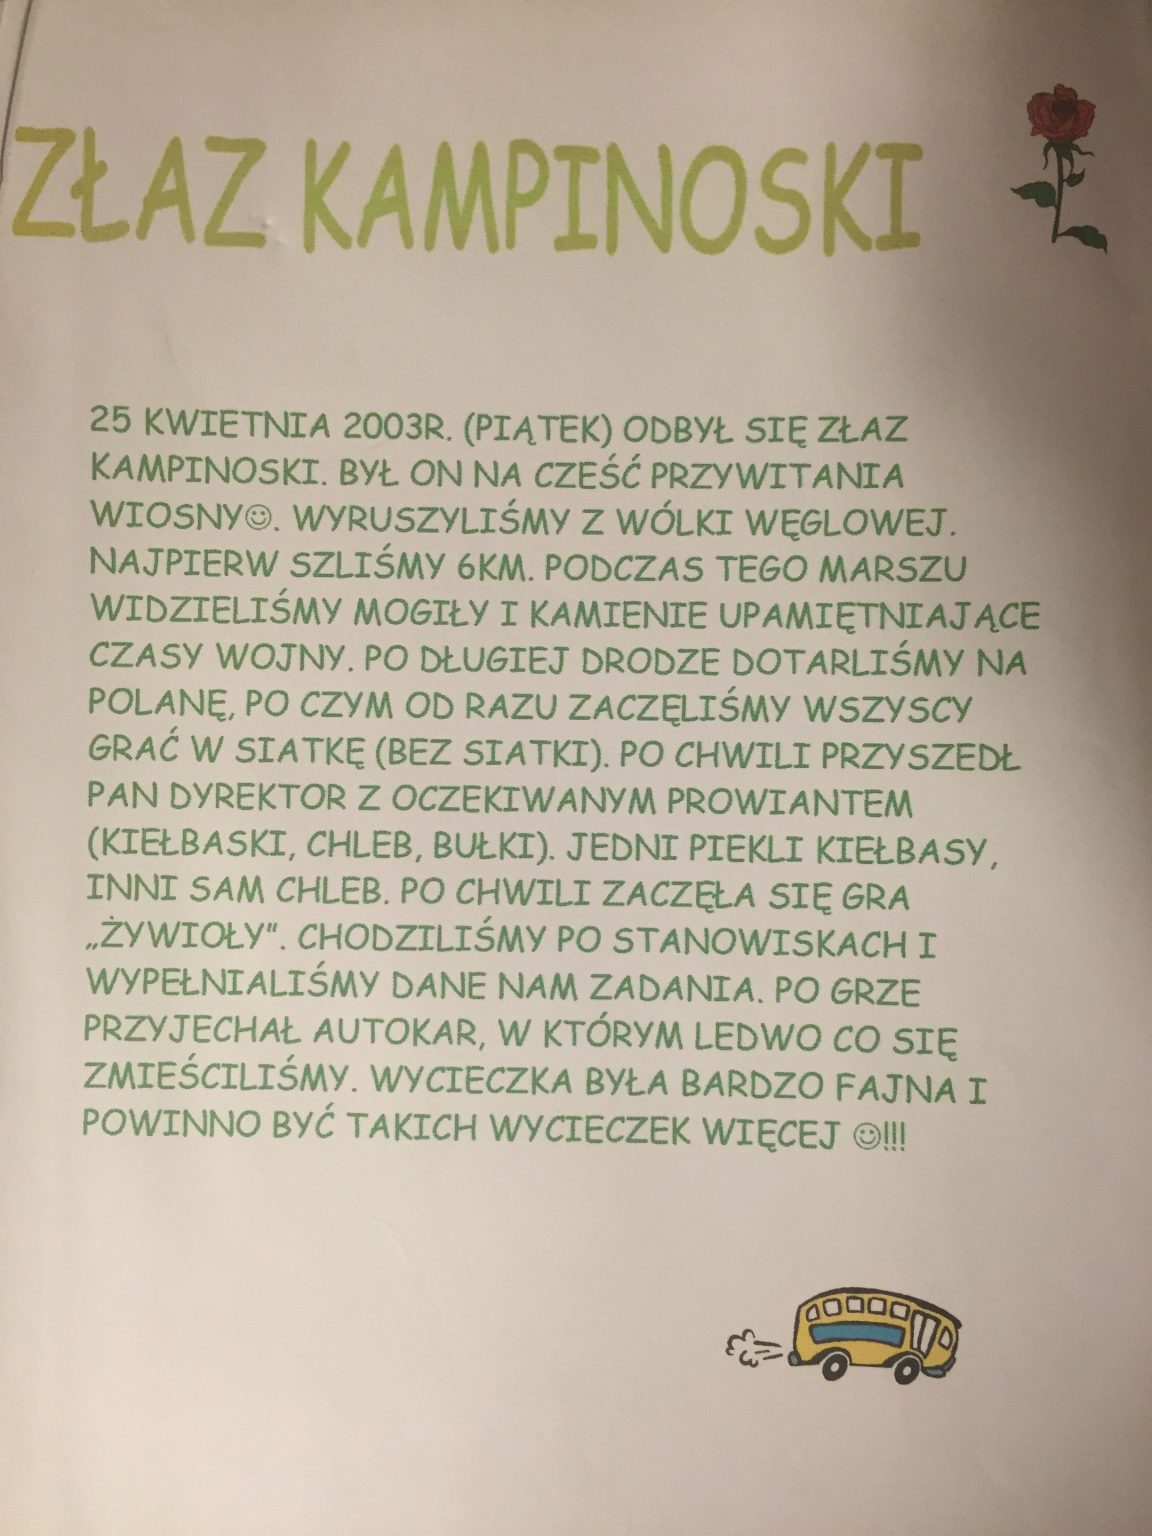 ZŁAZ KAMPINOSKI
25 KWIETNIA 2003R. (PIĄTEK) ODBYŁ SIĘ ZŁAZ
KAMPINOSKI. BYŁ ON NA CZEŚĆ PRZYWITANIA
WIOSNY☺. WYRUSZYLIŚMY Z WÓLKI WĘGLOWEJ.
NAJPIERW SZLIŚMY 6KM. PODCZAS TEGO MARSZU
WIDZIELIŚMY MOGIŁY I KAMIENIE UPAMIĘTNIAJĄCE
CZASY WOJNY. PO DŁUGIEJ DRODZE DOTARLIŚMY NA
POLANĘ, PO CZYM OD RAZU ZACZĘLIŚMY WSZYSCY
GRAĆ W SIATKĘ (BEZ SIATKI). PO CHWILI PRZYSZEDŁ
PAN DYREKTOR Z OCZEKIWANYM PROWIANTEM
(KIEŁBASKI, CHLEB, BUŁKI). JEDNI PIEKLI KIEŁBASY,
INNI SAM CHLEB. PO CHWILI ZACZĘŁA SIĘ GRA
„ŻYWIOŁY". CHODZILIŚMY PO STANOWISKACH I
WYPEŁNIALIŚMY DANE NAM ZADANIA. PO GRZE
PRZYJECHAŁ AUTOKAR, W KTÓRYM LEDWO CO SIĘ
ZMIEŚCILIŚMY. WYCIECZKA BYŁA BARDZO FAJNA I
POWINNO BYĆ TAKICH WYCIECZEK WIĘCEJ ☺!!!